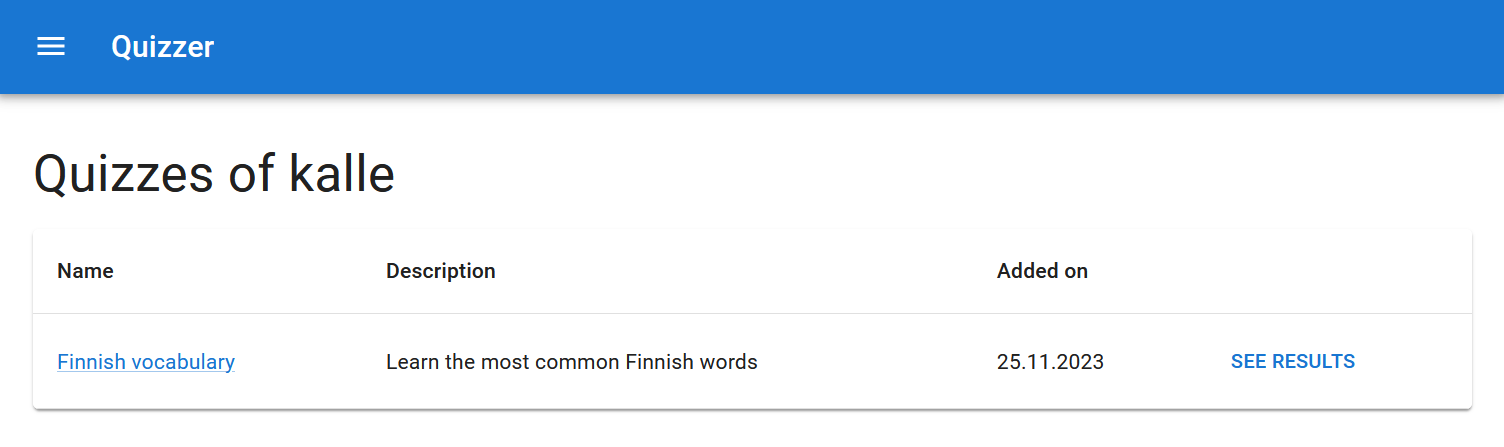 Quizzer
Quizzes of kalle
Name Description Added on
Finnish vocabulary Learn the most common Finnish words 25.11.2023 SEE RESULTS